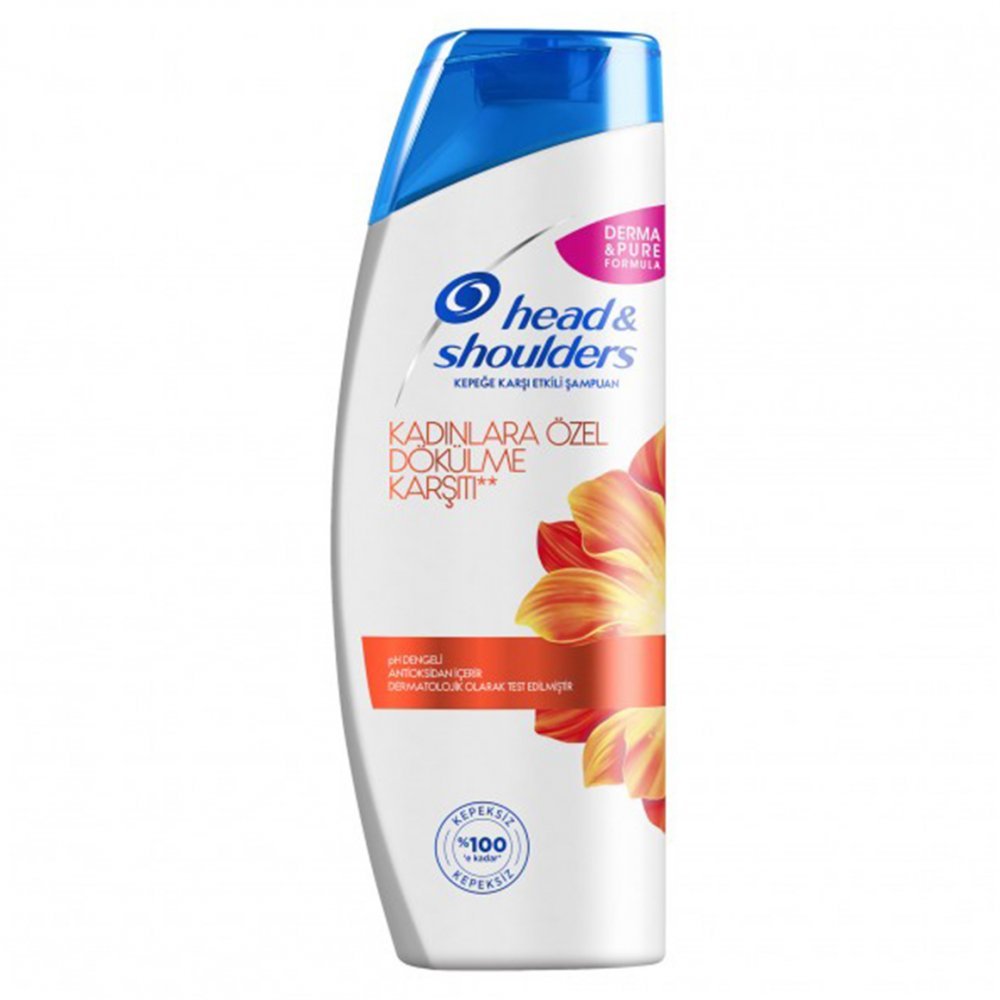 DERMA
&PURE
FORMULA
head&
shoulders
KEPEĞE KARŞI ETKİLİ ŞAMPUAN
KADINLARA ÖZEL
DÖKÜLME
KARŞITI**
pH DENGELİ
ANTİOKSİDAN İÇERİR
DERMATOLOJİK OLARAK TEST EDİLMİŞTİR
KEPEKSİZ
%100
'e kadar*
KEPEKSİZ